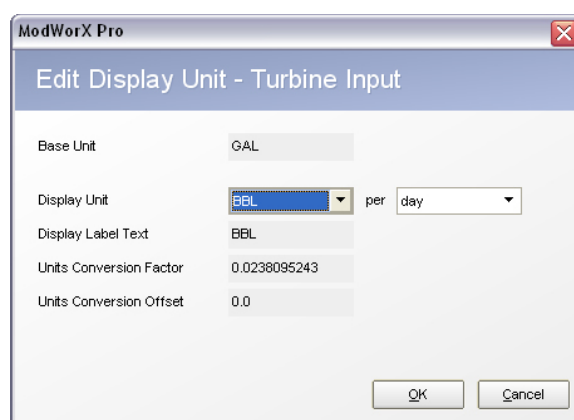 ModWorX Pro
Edit Display Unit - Turbine Input
Base Unit GAL
Display Unit BBL per day
Display Label Text BBL
Units Conversion Factor 0.0238095243
Units Conversion Offset 0.0
OK Cancel